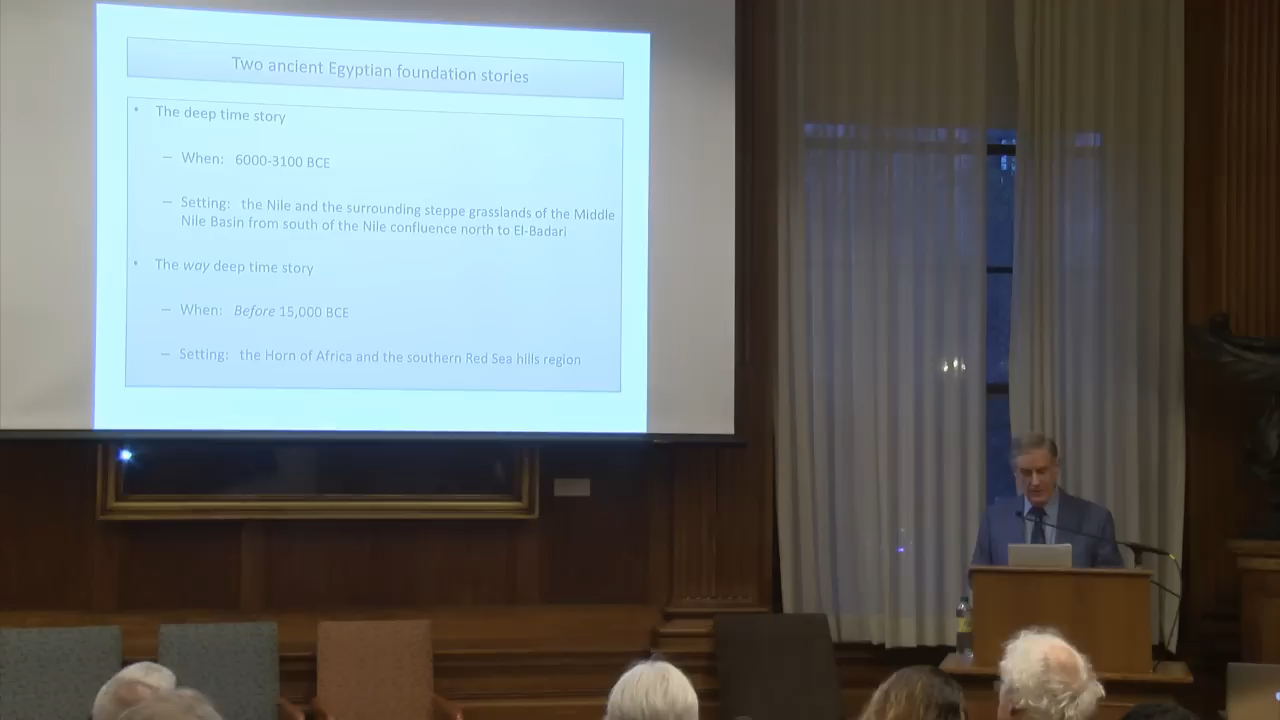 Two ancient Egyptian foundation stories
• The deep time story
– When: 6000-3100 BCE
– Setting: the Nile and the surrounding steppe grasslands of the Middle
Nile Basin from south of the Nile confluence north to El-Badari
• The way deep time story
– When: Before 15,000 BCE
– Setting: the Horn of Africa and the southern Red Sea hills region